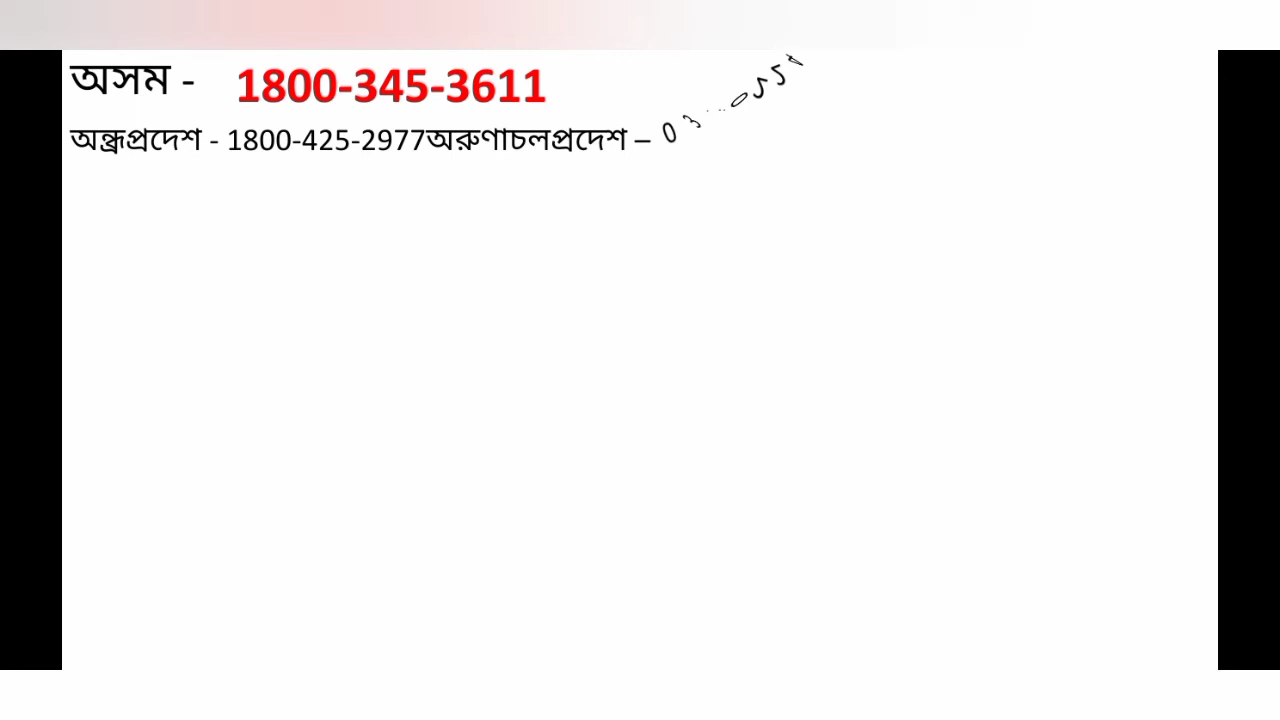 অসম - 1800-345-3611
অন্ধ্রপ্রদেশ - 1800-425-2977অরুণাচলপ্রদেশ –